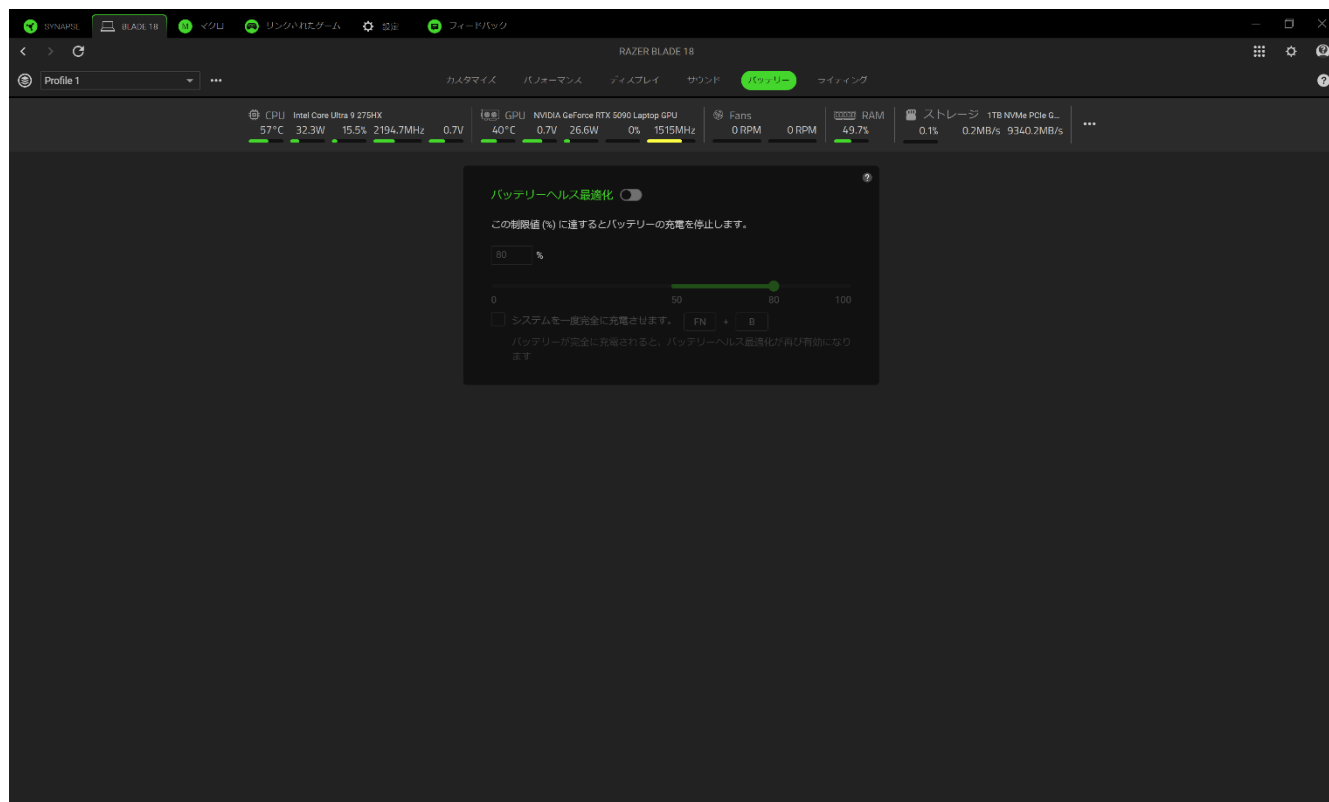 SYNAPSE BLADE 18 マクロ リンクされたゲーム 設定 フィードバック
RAZER BLADE 18
Profile 1 カスタマイズ パフォーマンス ディスプレイ サウンド バッテリー ライティング
CPU Intel Core Ultra 9 275HX GPU NVIDIA GeForce RTX 5090 Laptop GPU Fans RAM ストレージ 1TB NVMe PCIe G...
57°C 32.3W 15.5% 2194.7MHz 0.7V 40°C 0.7V 26.6W 0% 1515MHz 0 RPM 0 RPM 49.7% 0.1% 0.2MB/s 9340.2MB/s
バッテリーヘルス最適化
この制限値 (%) に達するとバッテリーの充電を停止します。
80 %
0 50 80 100
システムを一度完全に充電させます。 FN + B
バッテリーが完全に充電されると、バッテリーヘルス最適化が再び有効になり
ます